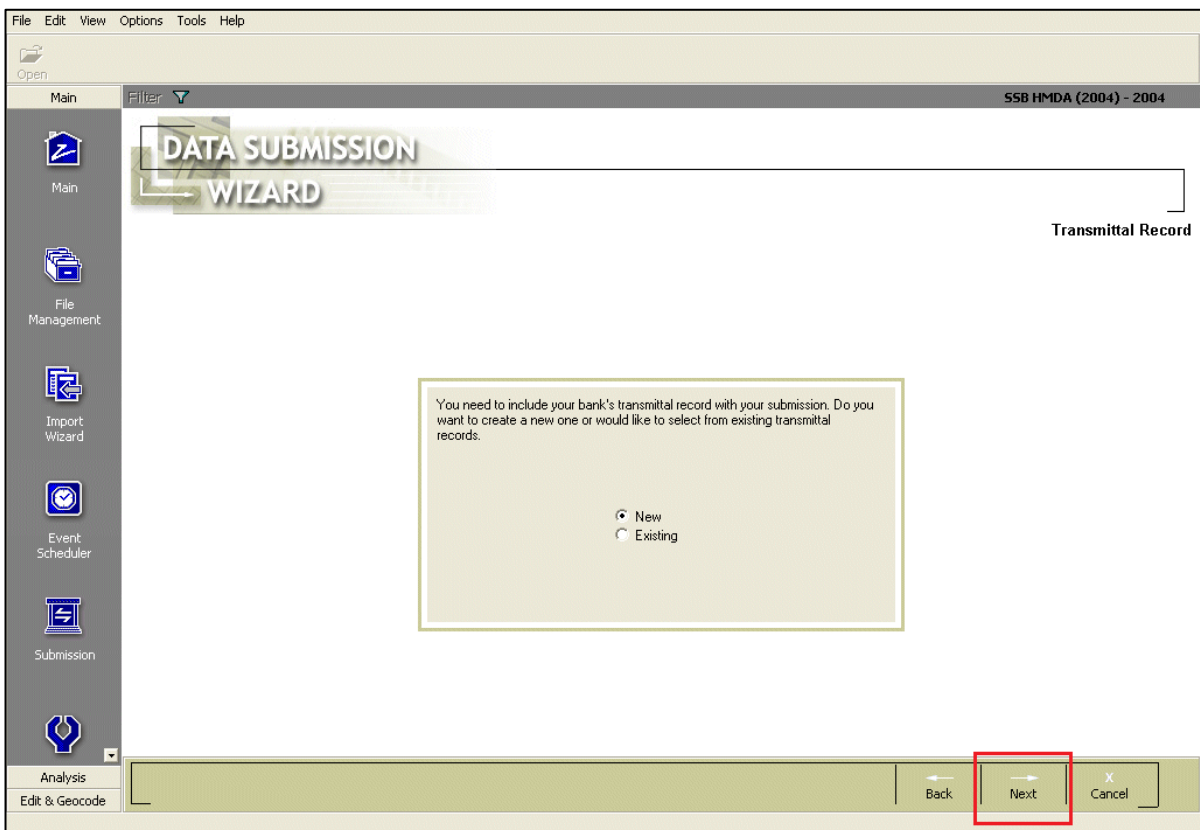 File Edit View Options Tools Help
Open
Main
Filter
SSB HMDA (2004) - 2004
DATA SUBMISSION
WIZARD
Transmittal Record
Main
File
Management
Import
Wizard
Event
Scheduler
Submission
You need to include your bank's transmittal record with your submission. Do you
want to create a new one or would like to select from existing transmittal
records.
New
Existing
Analysis
Edit & Geocode
Back
Next
X
Cancel